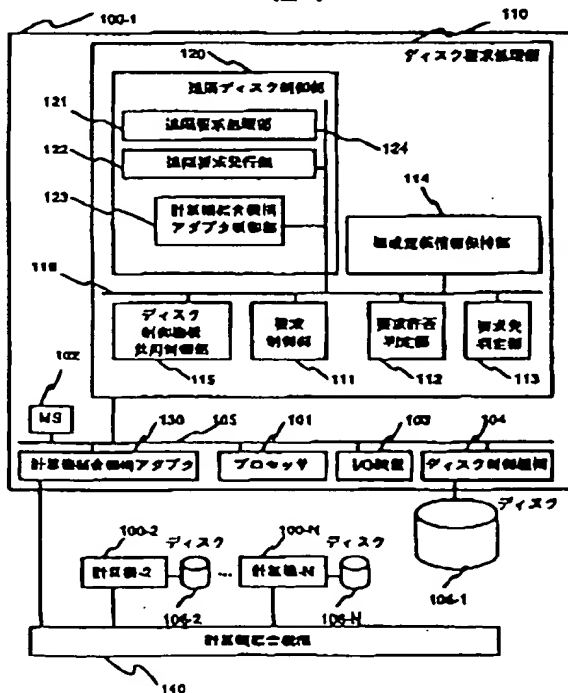 100-1
110
120
ディスク要求処理部
遠隔ディスク制御部
121
遠隔要求処理部
124
122
遠隔要求発行部
114
123
計算機結合機構
アダプタ制御部
構成定義情報保持部
116
ディスク
制御機構
共用制御部
要求
制御部
要求許否
判定部
要求先
判定部
115
111
112
113
102
MS
130
105
101
103
104
計算機結合機構アダプタ
プロセッサ
I/O装置
ディスク制御機構
ディスク
100-2
ディスク
100-N
ディスク
計算機-2
...
計算機-N
106-2
106-N
106-1
計算機結合機構
140